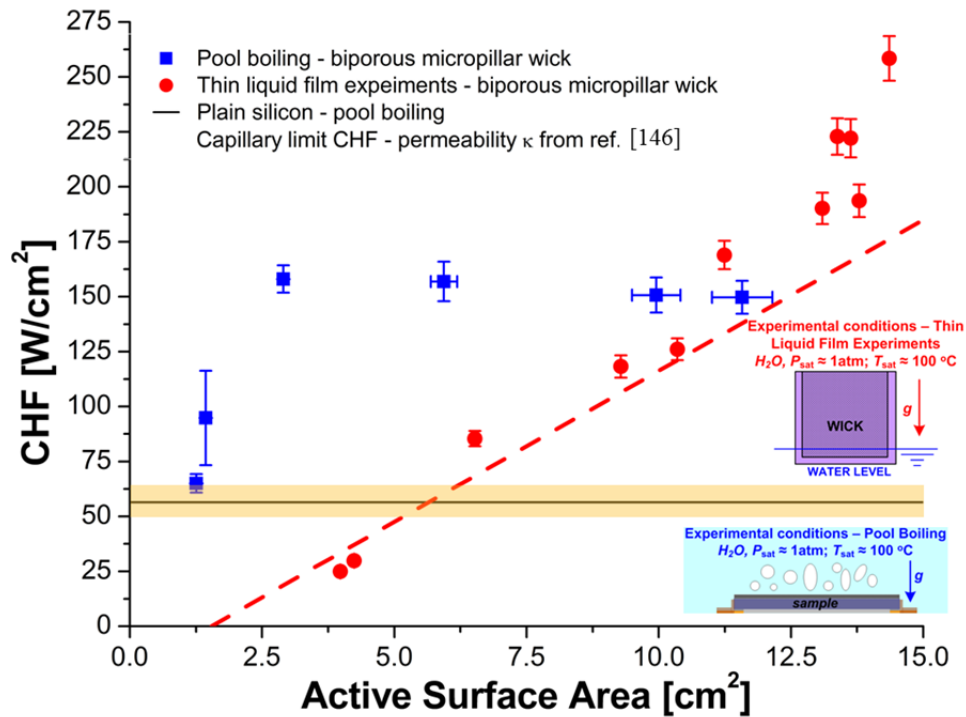 275
250
225
200
175
150
125
100
75
50
25
0
CHF [W/cm²]
Pool boiling - biporous micropillar wick
Thin liquid film expeiments - biporous micropillar wick
Plain silicon - pool boiling
Capillary limit CHF - permeability κ from ref. [146]
Experimental conditions – Thin
Liquid Film Experiments
H₂O, Psat ≈ 1atm; Tsat ≈ 100 °C
g
WICK
WATER LEVEL
Experimental conditions – Pool Boiling
H₂O, Psat ≈ 1atm; Tsat ≈ 100 °C
g
sample
0.0 2.5 5.0 7.5 10.0 12.5 15.0
Active Surface Area [cm²]